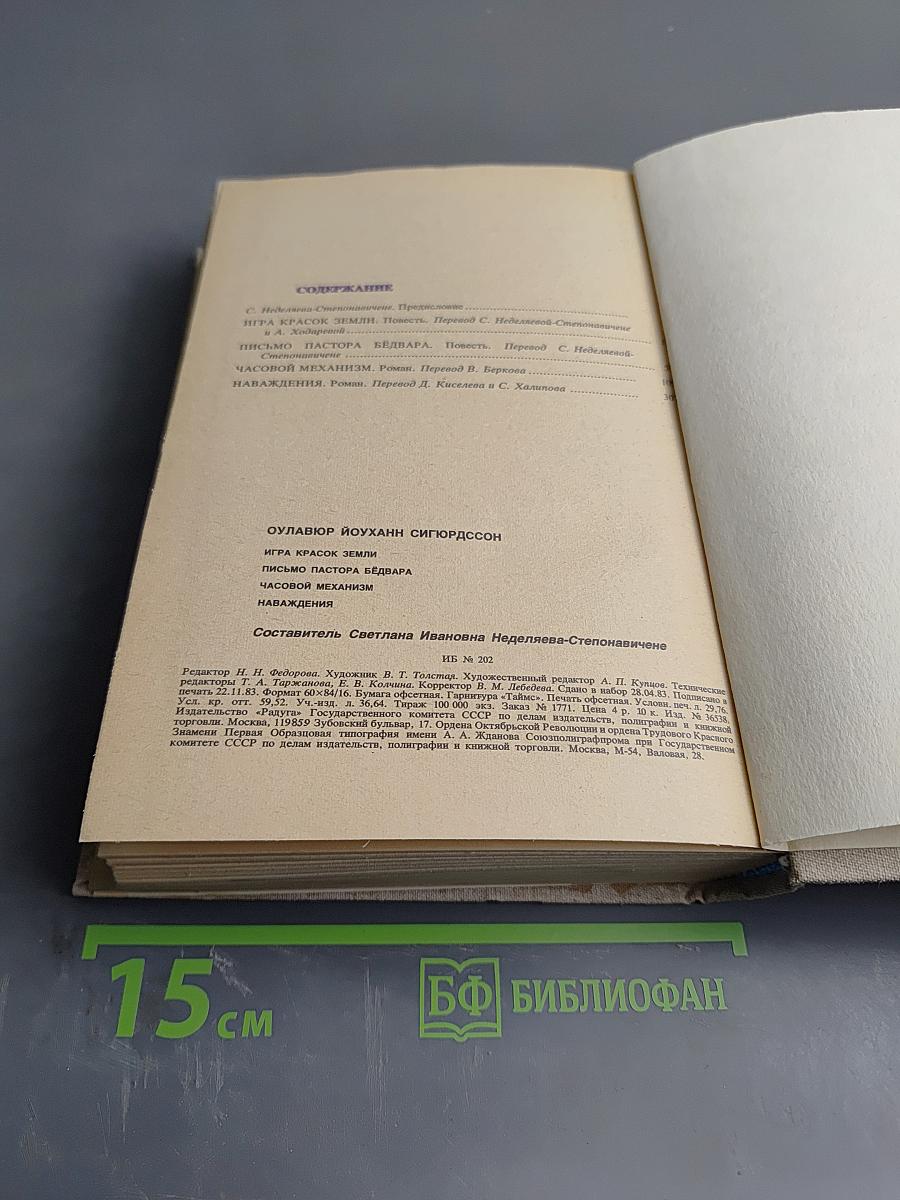 СОДЕРЖАНИЕ
С. Неделяева-Степонавичене. Предисловие
ИГРА КРАСОК ЗЕМЛИ. Повесть. Перевод С. Неделяевой-Степонавичене
и А. Ходаревой
ПИСЬМО ПАСТОРА БЁДВАРА. Повесть. Перевод С. Неделяевой-
Степонавичене
ЧАСОВОЙ МЕХАНИЗМ. Роман. Перевод В. Беркова
НАВАЖДЕНИЯ. Роман. Перевод Д. Киселева и С. Халипова
ОУЛАВЮР ЙОУХАНН СИГЮРДССОН
ИГРА КРАСОК ЗЕМЛИ
ПИСЬМО ПАСТОРА БЁДВАРА
ЧАСОВОЙ МЕХАНИЗМ
НАВАЖДЕНИЯ
Составитель Светлана Ивановна Неделяева-Степонавичене
ИБ № 202
Редактор Н. Н. Федорова. Художник В. Т. Толстая. Художественный редактор А. П. Купцов. Технические
редакторы Т. А. Таржанова, Е. В. Колчина. Корректор В. М. Лебедева. Сдано в набор 28.04.83. Подписано в
печать 22.11.83. Формат 60×84/16. Бумага офсетная. Гарнитура «Таймс». Печать офсетная. Условн. печ. л. 29,76.
Усл. кр. отт. 59,52. Уч.-изд. л. 36,64. Тираж 100 000 экз. Заказ № 1771. Цена 4 р. 10 к. Изд. № 36538.
Издательство «Радуга» Государственного комитета СССР по делам издательств, полиграфии и книжной
торговли. Москва, 119859 Зубовский бульвар, 17. Ордена Октябрьской Революции и ордена Трудового Красного
Знамени Первая Образцовая типография имени А. А. Жданова Союзполиграфпрома при Государственном
комитете СССР по делам издательств, полиграфии и книжной торговли. Москва, М-54, Валовая, 28.
15 см
БФ БИБЛИОФАН